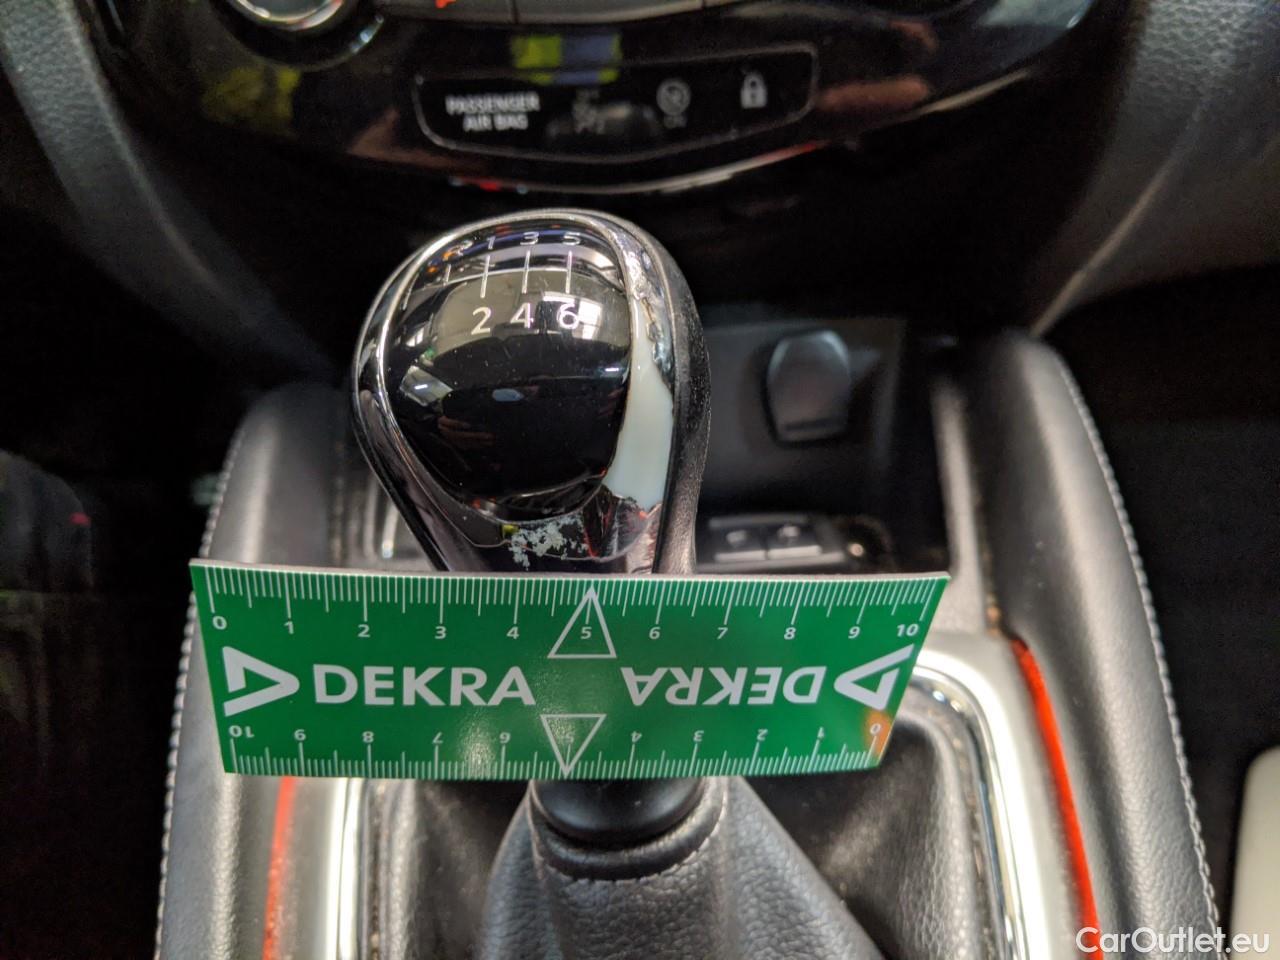 PASSENGER
AIR BAG
R 1 3 5
2 4 6
0 1 2 3 4 5 6 7 8 9 10
DEKRA DEKRA
10 9 8 7 6 5 4 3 2 1 0
CarOutlet.eu